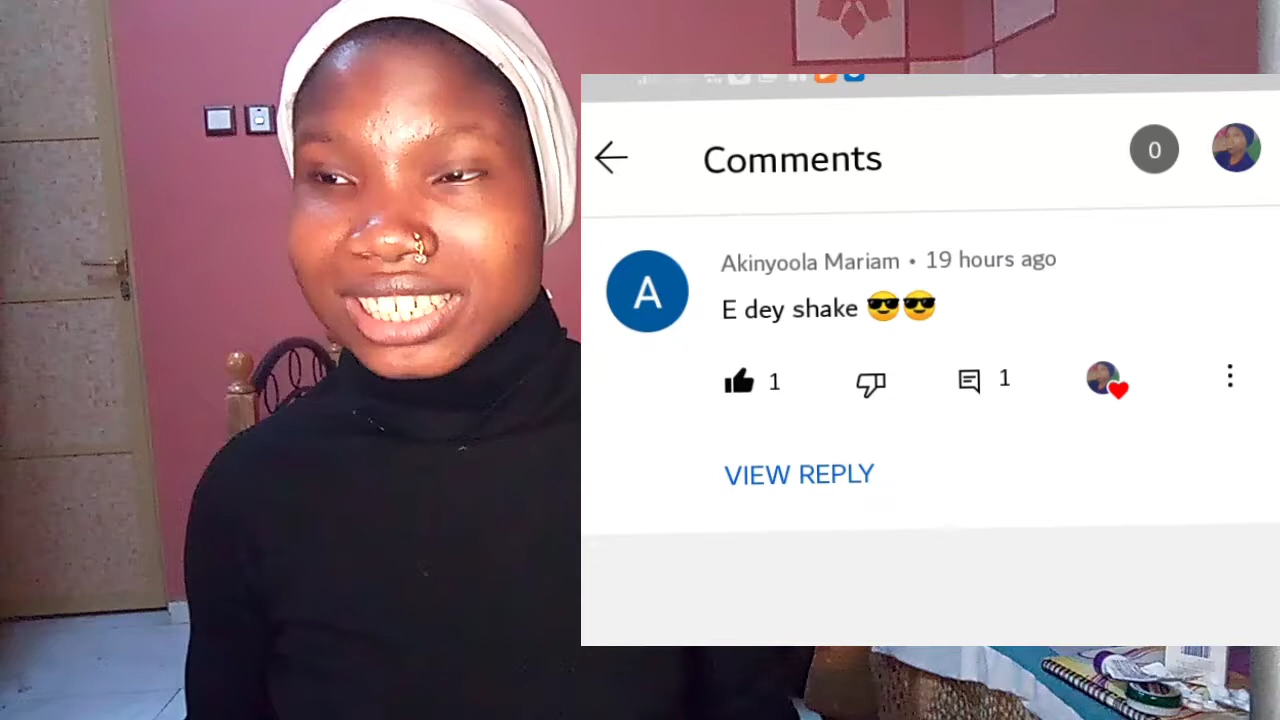 Comments
0
A
Akinyoola Mariam • 19 hours ago
E dey shake 😎😎
1
1
VIEW REPLY